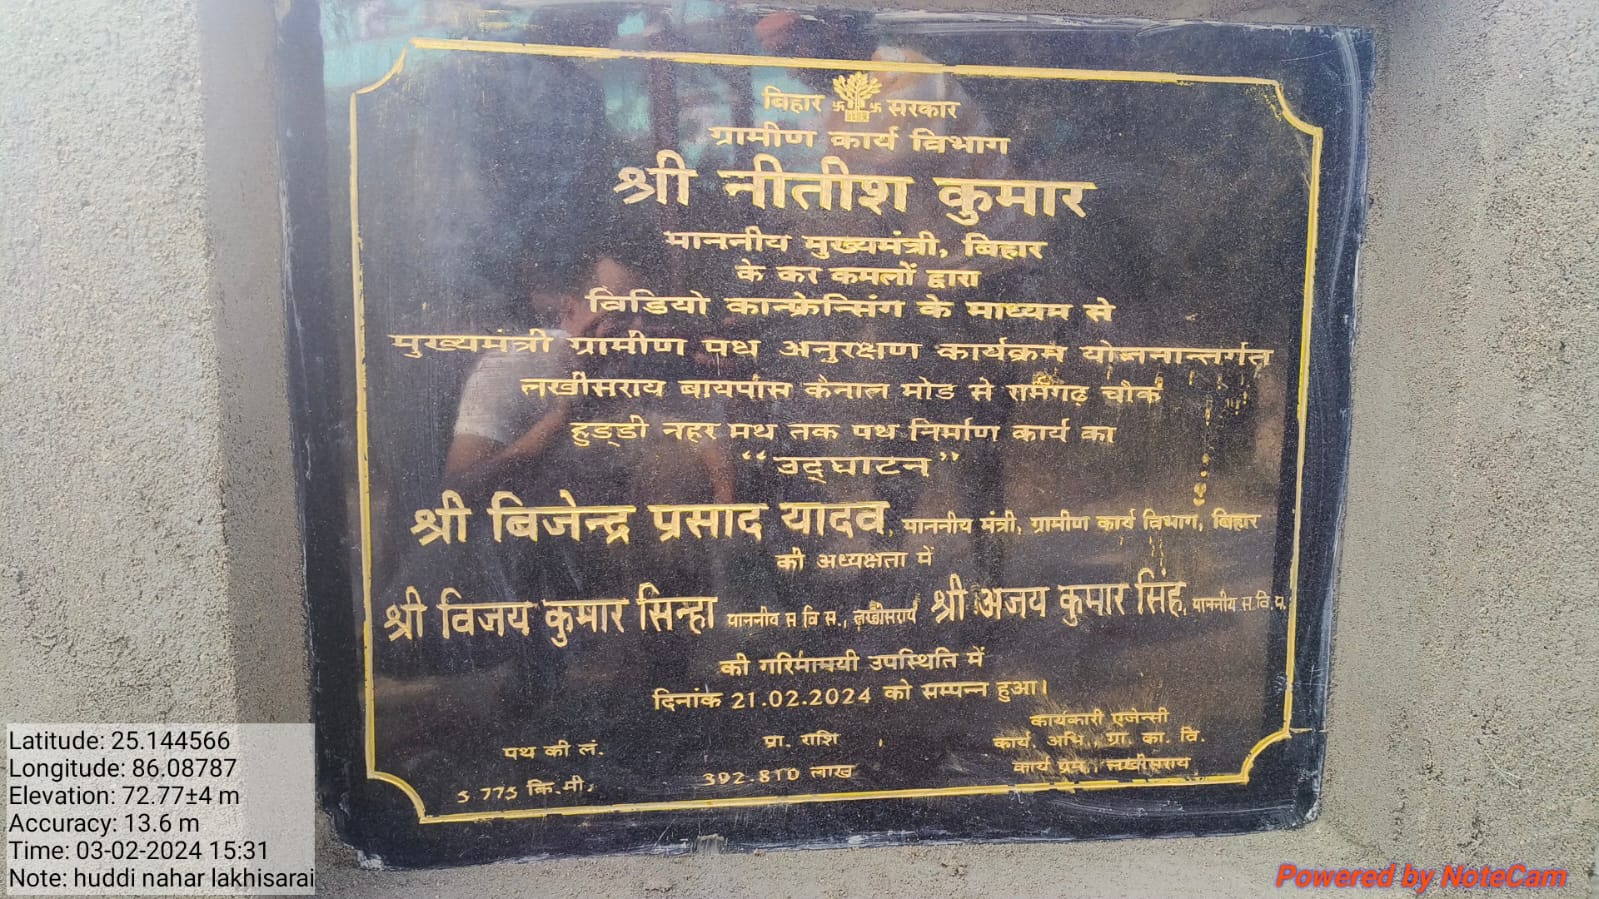 बिहार सरकार
ग्रामीण कार्य विभाग
श्री नीतीश कुमार
माननीय मुख्यमंत्री, बिहार
के कर कमलों द्वारा
विडियो कान्फ्रेन्सिंग के माध्यम से
मुख्यमंत्री ग्रामीण पथ अनुरक्षण कार्यक्रम योजनान्तर्गत
लखीसराय बायपास कैनाल मोड से रामगढ़ चौक
हुड्डी नहर मथ तक पथ निर्माण कार्य का
“उद्घाटन”
श्री बिजेन्द्र प्रसाद यादव, माननीय मंत्री, ग्रामीण कार्य विभाग, बिहार
की अध्यक्षता में
श्री विजय कुमार सिन्हा माननीय स वि स., लखीसराय श्री अजय कुमार सिंह, माननीय स.वि.प.
की गरिमामयी उपस्थिति में
दिनांक 21.02.2024 को सम्पन्न हुआ।
पथ की लं. प्रा. राशि कार्यकारी एजेन्सी
5.775 कि.मी. 392.810 लाख कार्य. अभि., ग्रा. का. वि.
कार्य प्रम., लखीसराय
Latitude: 25.144566
Longitude: 86.08787
Elevation: 72.77±4 m
Accuracy: 13.6 m
Time: 03-02-2024 15:31
Note: huddi nahar lakhisarai
Powered by NoteCam